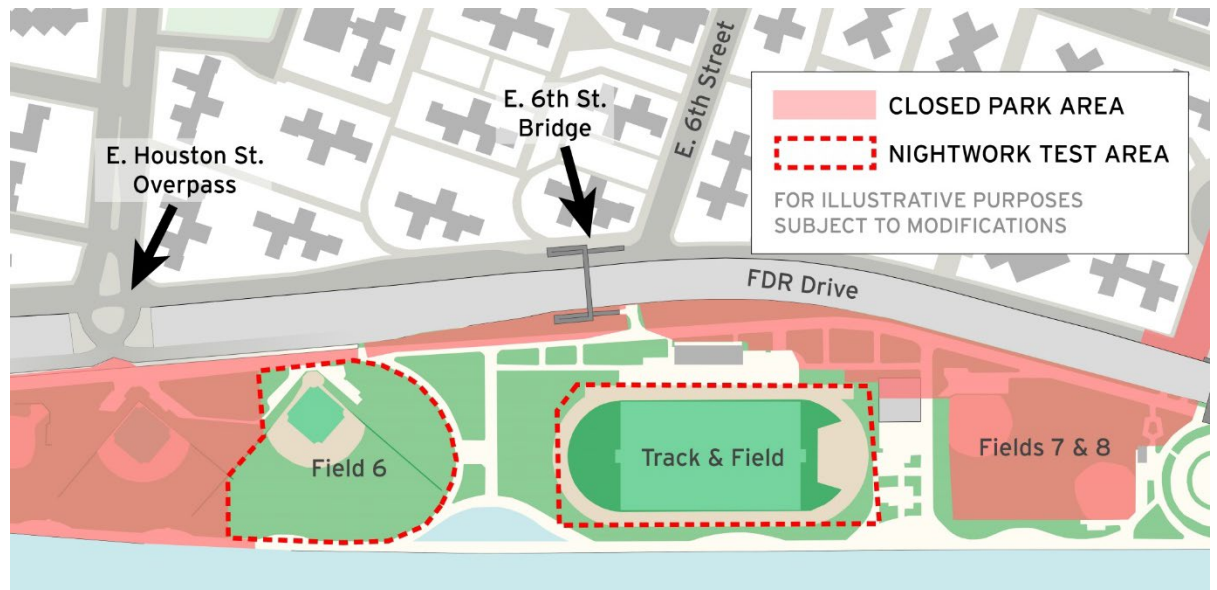 E. Houston St.
Overpass
E. 6th St.
Bridge
E. 6th Street
CLOSED PARK AREA
NIGHTWORK TEST AREA
FOR ILLUSTRATIVE PURPOSES
SUBJECT TO MODIFICATIONS
FDR Drive
Field 6
Track & Field
Fields 7 & 8